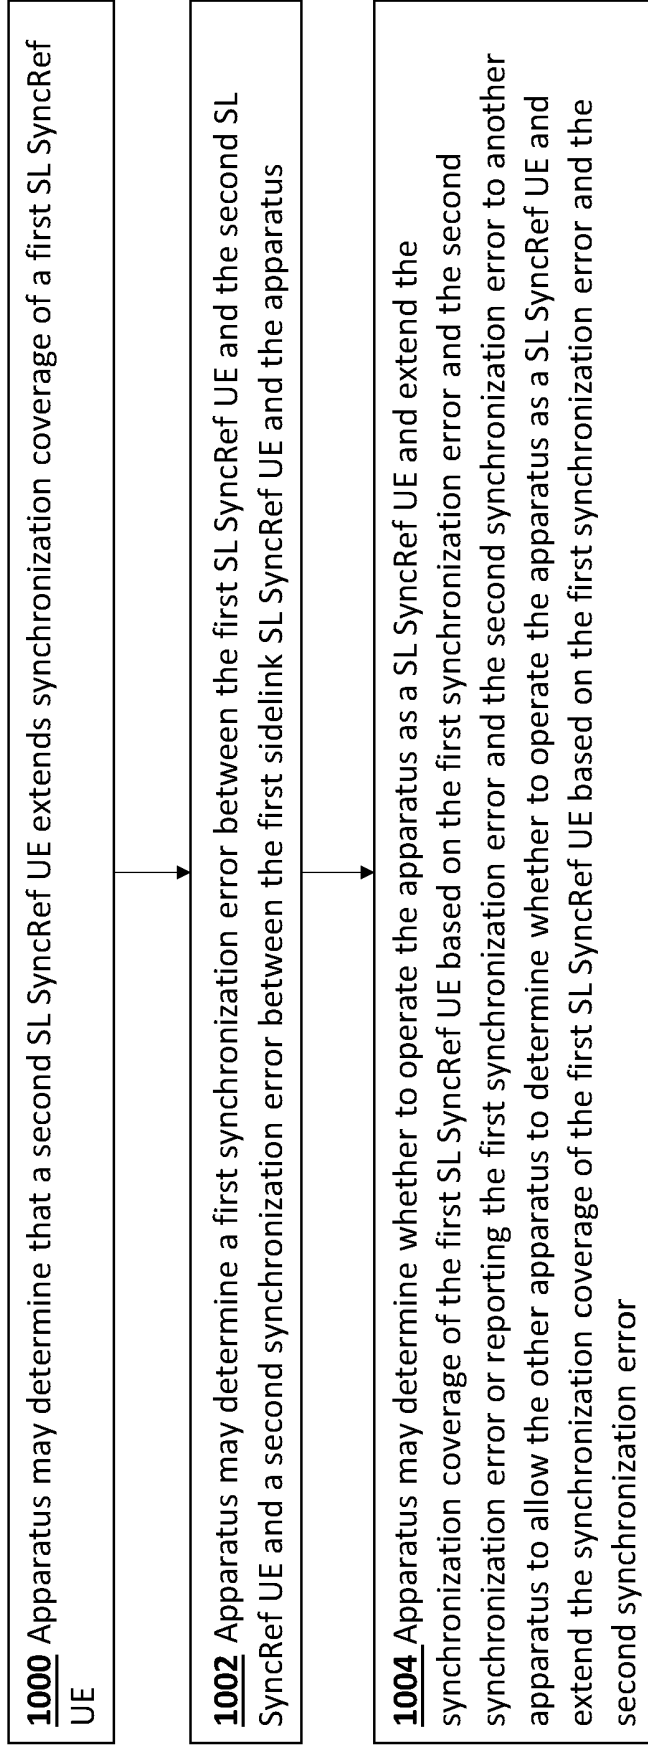 1000 Apparatus may determine that a second SL SyncRef UE extends synchronization coverage of a first SL SyncRef
UE
1002 Apparatus may determine a first synchronization error between the first SL SyncRef UE and the second SL
SyncRef UE and a second synchronization error between the first sidelink SL SyncRef UE and the apparatus
1004 Apparatus may determine whether to operate the apparatus as a SL SyncRef UE and extend the
synchronization coverage of the first SL SyncRef UE based on the first synchronization error and the second
synchronization error or reporting the first synchronization error and the second synchronization error to another
apparatus to allow the other apparatus to determine whether to operate the apparatus as a SL SyncRef UE and
extend the synchronization coverage of the first SL SyncRef UE based on the first synchronization error and the
second synchronization error